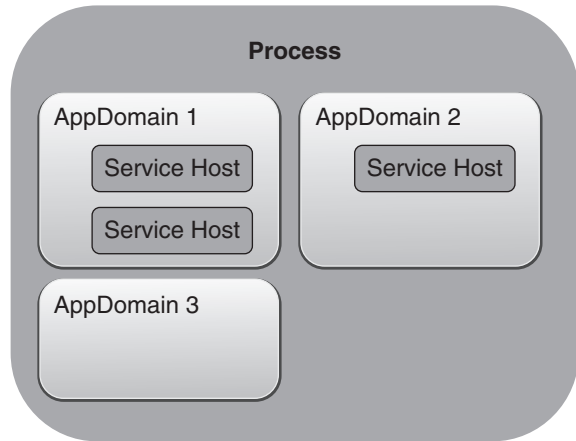 Process
AppDomain 1
Service Host
Service Host
AppDomain 2
Service Host
AppDomain 3